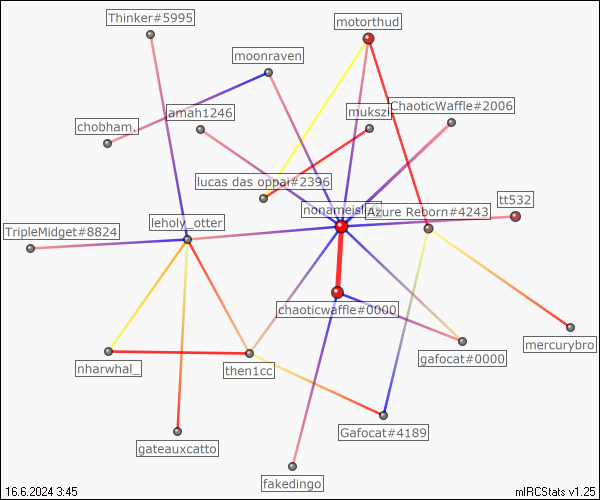 Thinker#5995
motorthud
moonraven
ChaoticWaffle#2006
amah1246
mukszi
chobham.
lucas das oppai#2396
tt532
Azure Reborn#4243
leholy_otter
TripleMidget#8824
chaoticwaffle#0000
mercurybro
gafocat#0000
nharwhal_
then1cc
Gafocat#4189
gateauxcatto
fakedingo
16.6.2024 3:45
mIRCStats v1.25